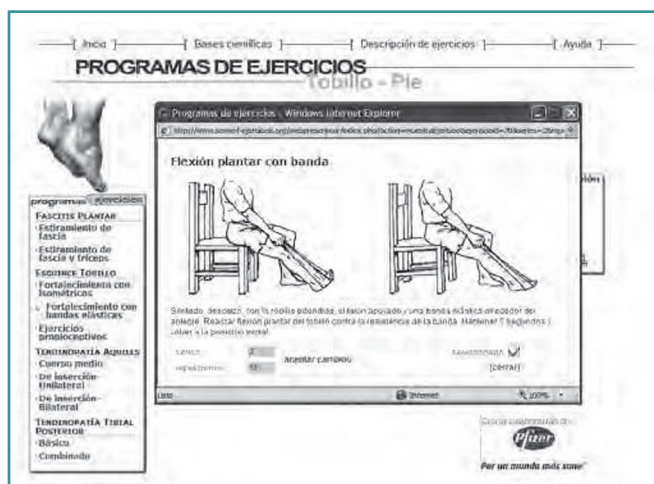 [ Inicio ] [ Bases científicas ] [ Descripción de ejercicios ] [ Ayuda ]
PROGRAMAS DE EJERCICIOS
Tobillo - Pie
programas ejercicios
FASCITIS PLANTAR
Estiramiento de
fascia
Estiramiento de
fascia y tríceps
ESGUINCE TOBILLO
Fortalecimiento con
isométricos
Fortalecimiento con
bandas elásticas
Ejercicios
propioceptivos
TENDINOPATÍA AQUILES
Cuerpo medio
De inserción-
Unilateral
De inserción-
Bilateral
TENDINOPATÍA TIBIAL
POSTERIOR
Básico
Combinado
Programas de ejercicios - Windows Internet Explorer
Flexión plantar con banda
Sentado, descalzo, con la rodilla extendida, el talón apoyado y una banda elástica alrededor del
antepié. Realizar flexión plantar del tobillo contra la resistencia de la banda. Mantener segundos y
volver a la posición inicial.
aceptar cambios
seleccionado
[cerrar]
Listo
Internet
100%
Con la colaboración de:
Pfizer
Por un mundo más sano